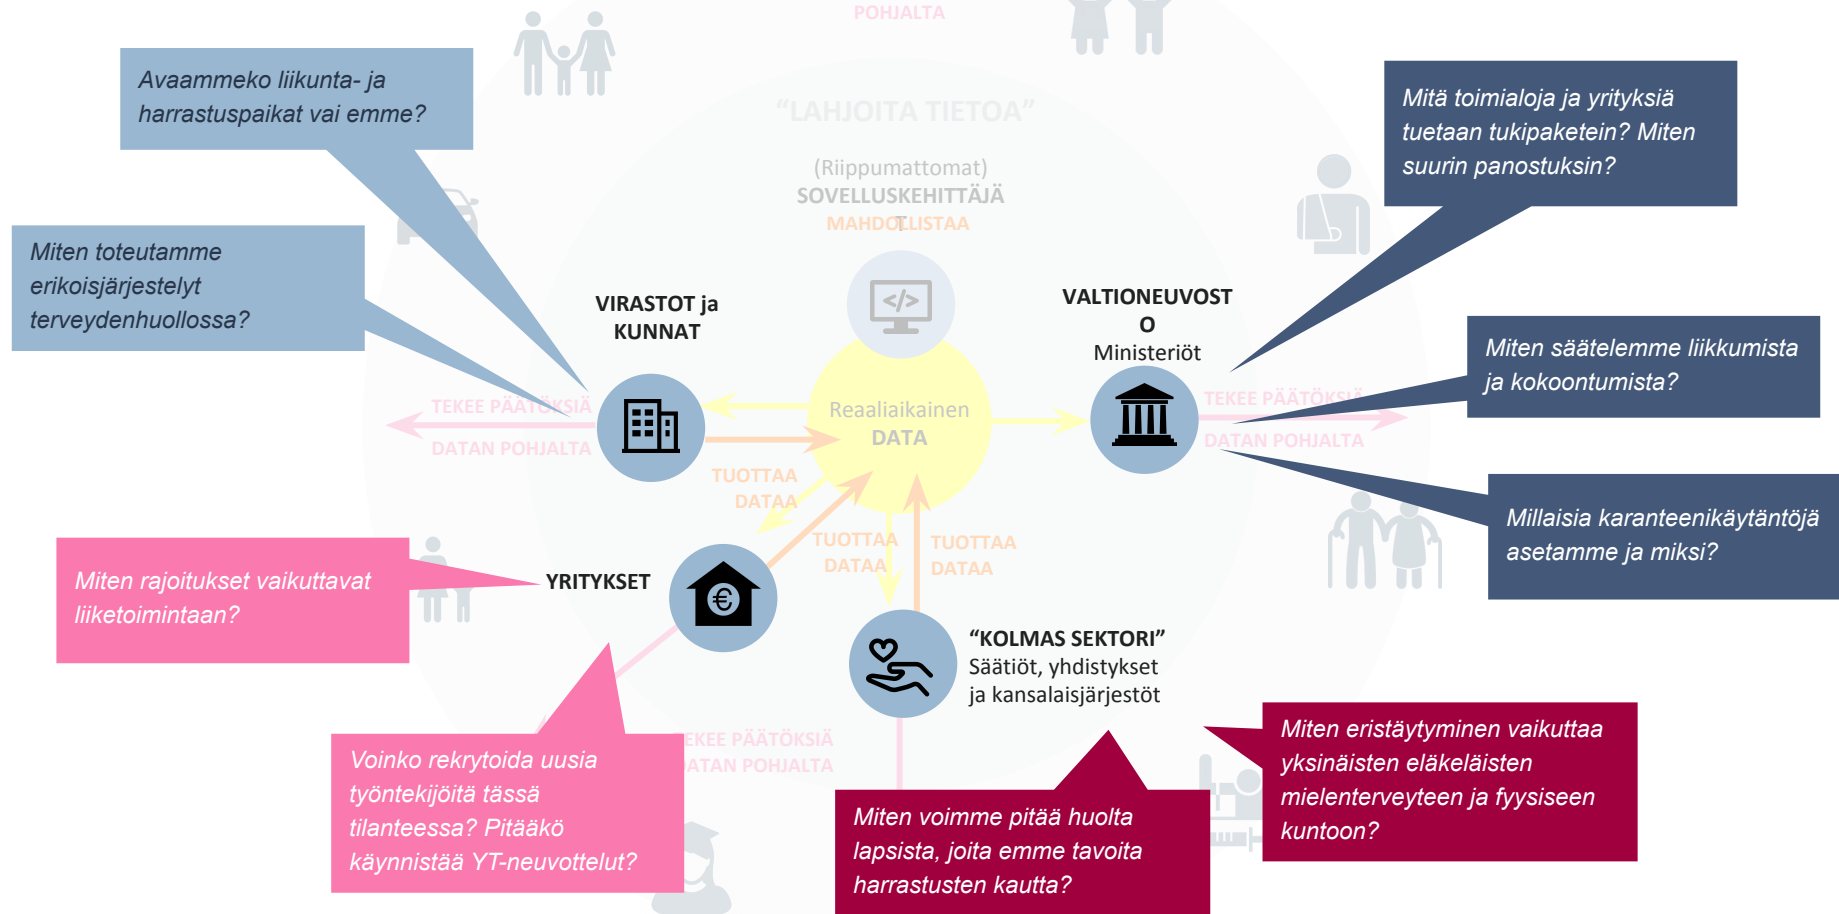 POHJALTA
Avaammeko liikunta- ja
harrastuspaikat vai emme?
"LAHJOITA TIETOA"
(Riippumattomat)
SOVELLUSKEHITTÄJÄ
T
MAHDOLLISTAA
</>
Mitä toimialoja ja yrityksiä
tuetaan tukipaketein? Miten
suurin panostuksin?
Miten toteutamme
erikoisjärjestelyt
terveydenhuollossa?
VIRASTOT ja
KUNNAT
VALTIONEUVOST
O
Ministeriöt
Miten säätelemme liikkumista
ja kokoontumista?
TEKEE PÄÄTÖKSIÄ
DATAN POHJALTA
Reaaliaikainen
DATA
TEKEE PÄÄTÖKSIÄ
DATAN POHJALTA
TUOTTAA
DATAA
TUOTTAA
DATAA
TUOTTAA
DATAA
Millaisia karanteenikäytäntöjä
asetamme ja miksi?
Miten rajoitukset vaikuttavat
liiketoimintaan?
YRITYKSET
€
"KOLMAS SEKTORI"
Säätiöt, yhdistykset
ja kansalaisjärjestöt
TEKEE PÄÄTÖKSIÄ
DATAN POHJALTA
Voinko rekrytoida uusia
työntekijöitä tässä
tilanteessa? Pitääkö
käynnistää YT-neuvottelut?
Miten voimme pitää huolta
lapsista, joita emme tavoita
harrastusten kautta?
Miten eristäytyminen vaikuttaa
yksinäisten eläkeläisten
mielenterveyteen ja fyysiseen
kuntoon?